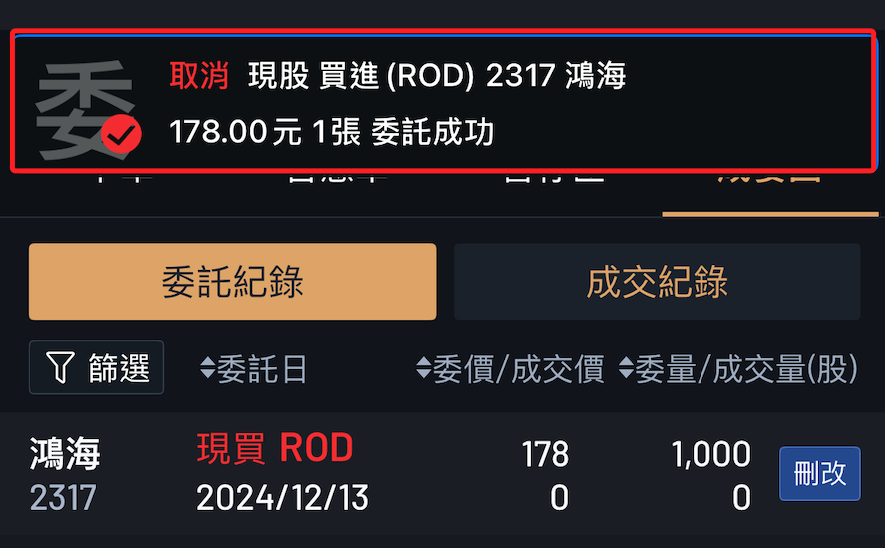 委
取消 現股 買進(ROD) 2317 鴻海
178.00元 1張 委託成功
委託紀錄 成交紀錄
篩選 委託日 委價/成交價 委量/成交量(股)
鴻海 現買 ROD 178 1,000 刪改
2317 2024/12/13 0 0